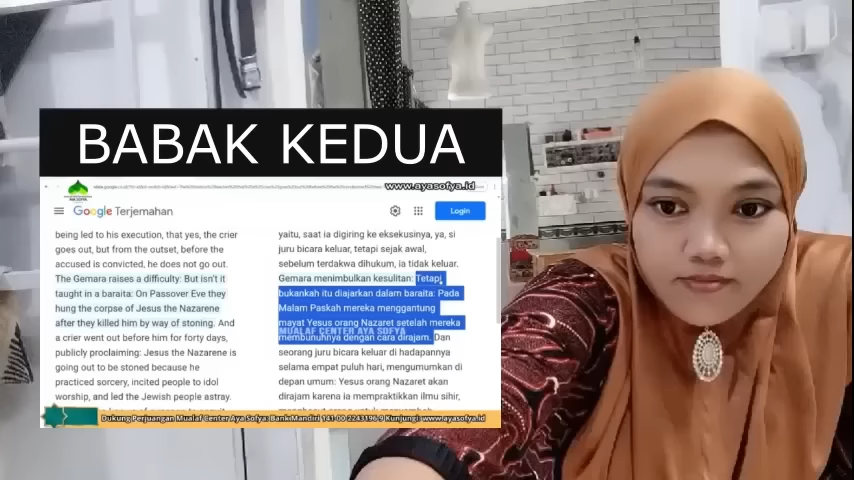 BABAK KEDUA
www.ayasofya.id
Google Terjemahan
Login
being led to his execution, that yes, the crier
goes out, but from the outset, before the
accused is convicted, he does not go out.
The Gemara raises a difficulty: But isn't it
taught in a baraita: On Passover Eve they
hung the corpse of Jesus the Nazarene
after they killed him by way of stoning. And
a crier went out before him for forty days,
publicly proclaiming: Jesus the Nazarene is
going out to be stoned because he
practiced sorcery, incited people to idol
worship, and led the Jewish people astray.
yaitu, saat ia digiring ke eksekusinya, ya, si
juru bicara keluar, tetapi sejak awal,
sebelum terdakwa dihukum, ia tidak keluar.
Gemara menimbulkan kesulitan: Tetapi
bukankah itu diajarkan dalam baraita: Pada
Malam Paskah mereka menggantung
mayat Yesus orang Nazaret setelah mereka
MUALAF CENTER AYA SOFYA
membunuhnya dengan cara dirajam. Dan
seorang juru bicara keluar di hadapannya
selama empat puluh hari, mengumumkan di
depan umum: Yesus orang Nazaret akan
dirajam karena ia mempraktikkan ilmu sihir,
Dukung Perjuangan Mualaf Center Aya Sofya: Bank Mandiri 141-00-2243196-9 Kunjungi: www.ayasofya.id